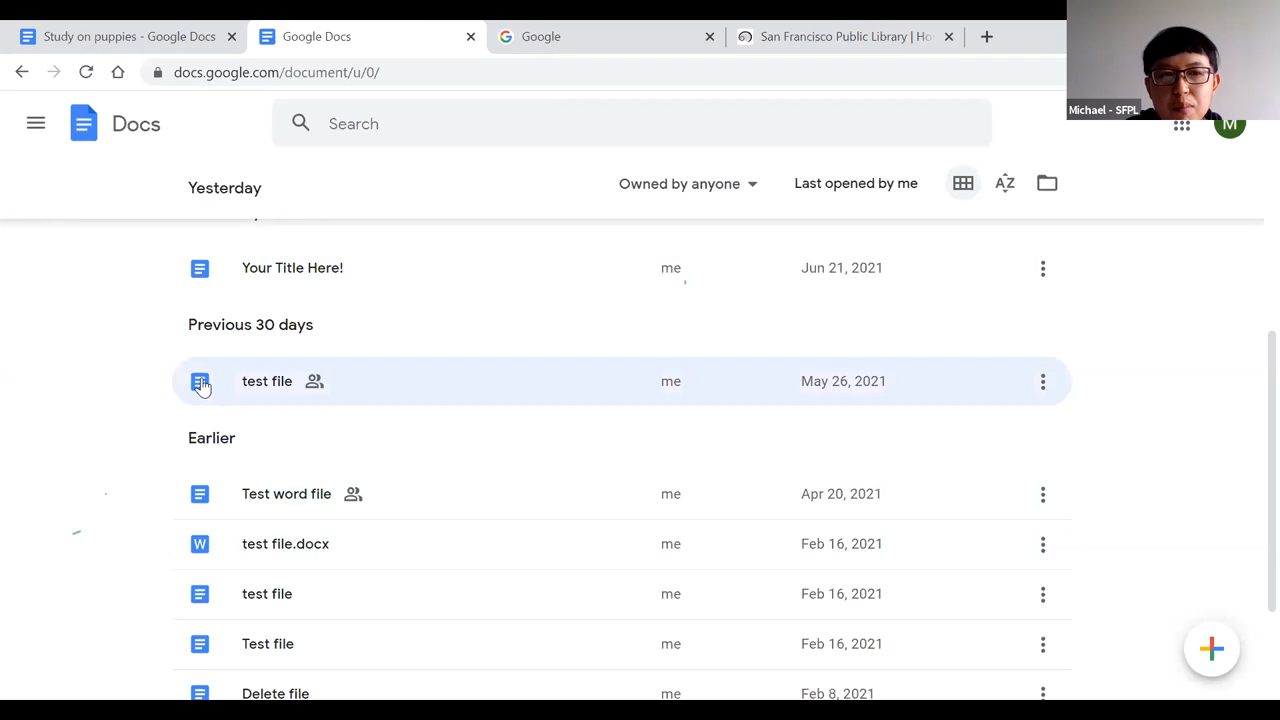 Study on puppies - Google Docs
Google Docs
Google
San Francisco Public Library | Ho
docs.google.com/document/u/0/
Michael - SFPL
Docs
Search
M
Yesterday
Owned by anyone
Last opened by me
AZ
Your Title Here! me Jun 21, 2021
Previous 30 days
test file me May 26, 2021
Earlier
Test word file me Apr 20, 2021
W test file.docx me Feb 16, 2021
test file me Feb 16, 2021
Test file me Feb 16, 2021
Delete file me Feb 8, 2021